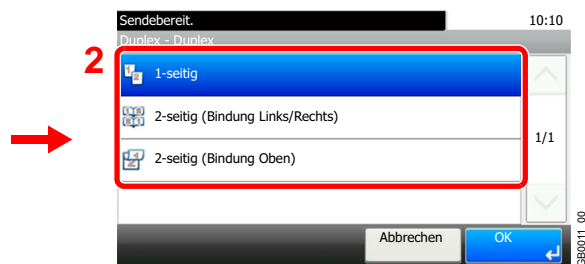 Sendebereit. 10:10
Duplex - Duplex
2
1-seitig
2-seitig (Bindung Links/Rechts)
1/1
2-seitig (Bindung Oben)
Abbrechen OK
GB0011_00